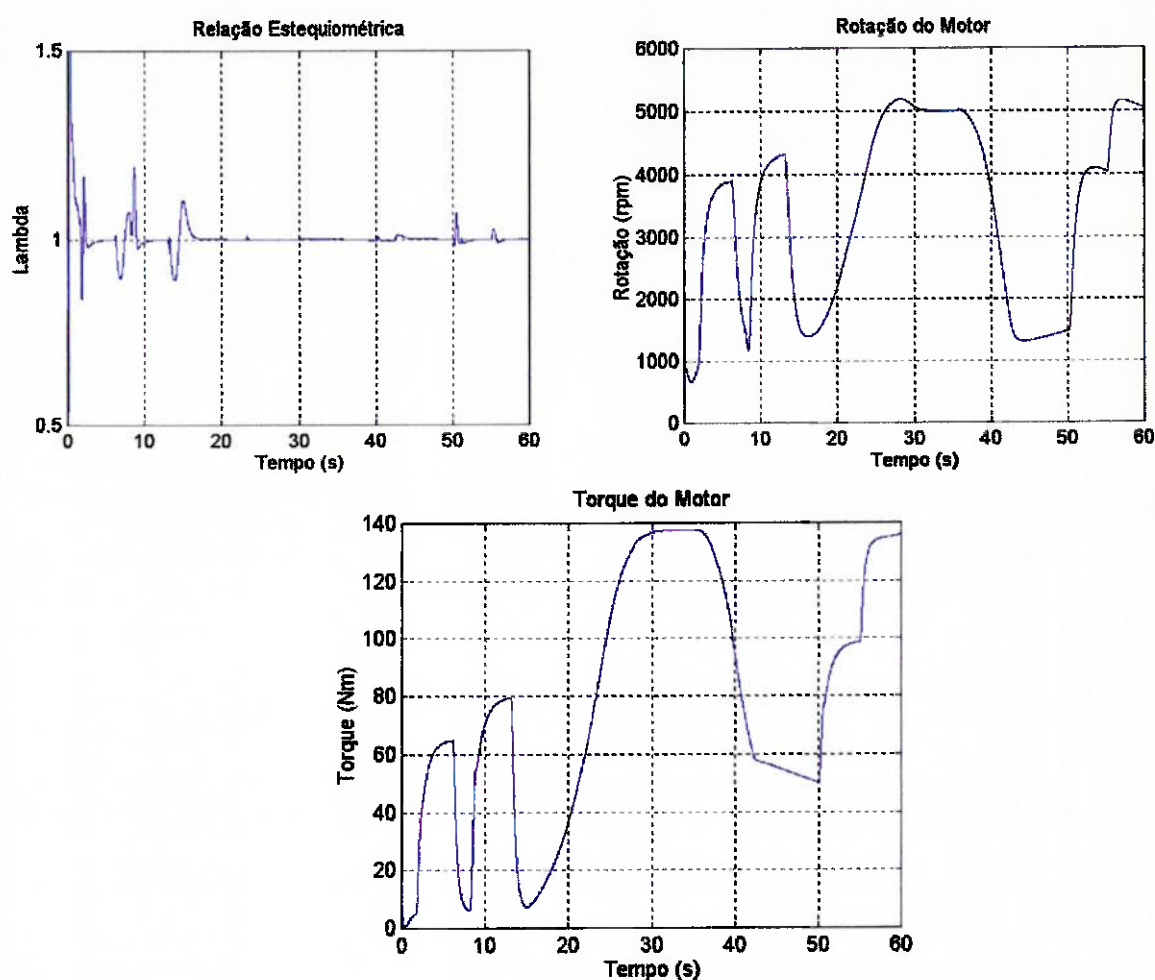 Relação Estequiométrica
1.5
1
0.5
Lambda
0 10 20 30 40 50 60
Tempo (s)
Rotação do Motor
6000
5000
4000
3000
2000
1000
0
Rotação (rpm)
0 10 20 30 40 50 60
Tempo (s)
Torque do Motor
140
120
100
80
60
40
20
0
Torque (Nm)
0 10 20 30 40 50 60
Tempo (s)